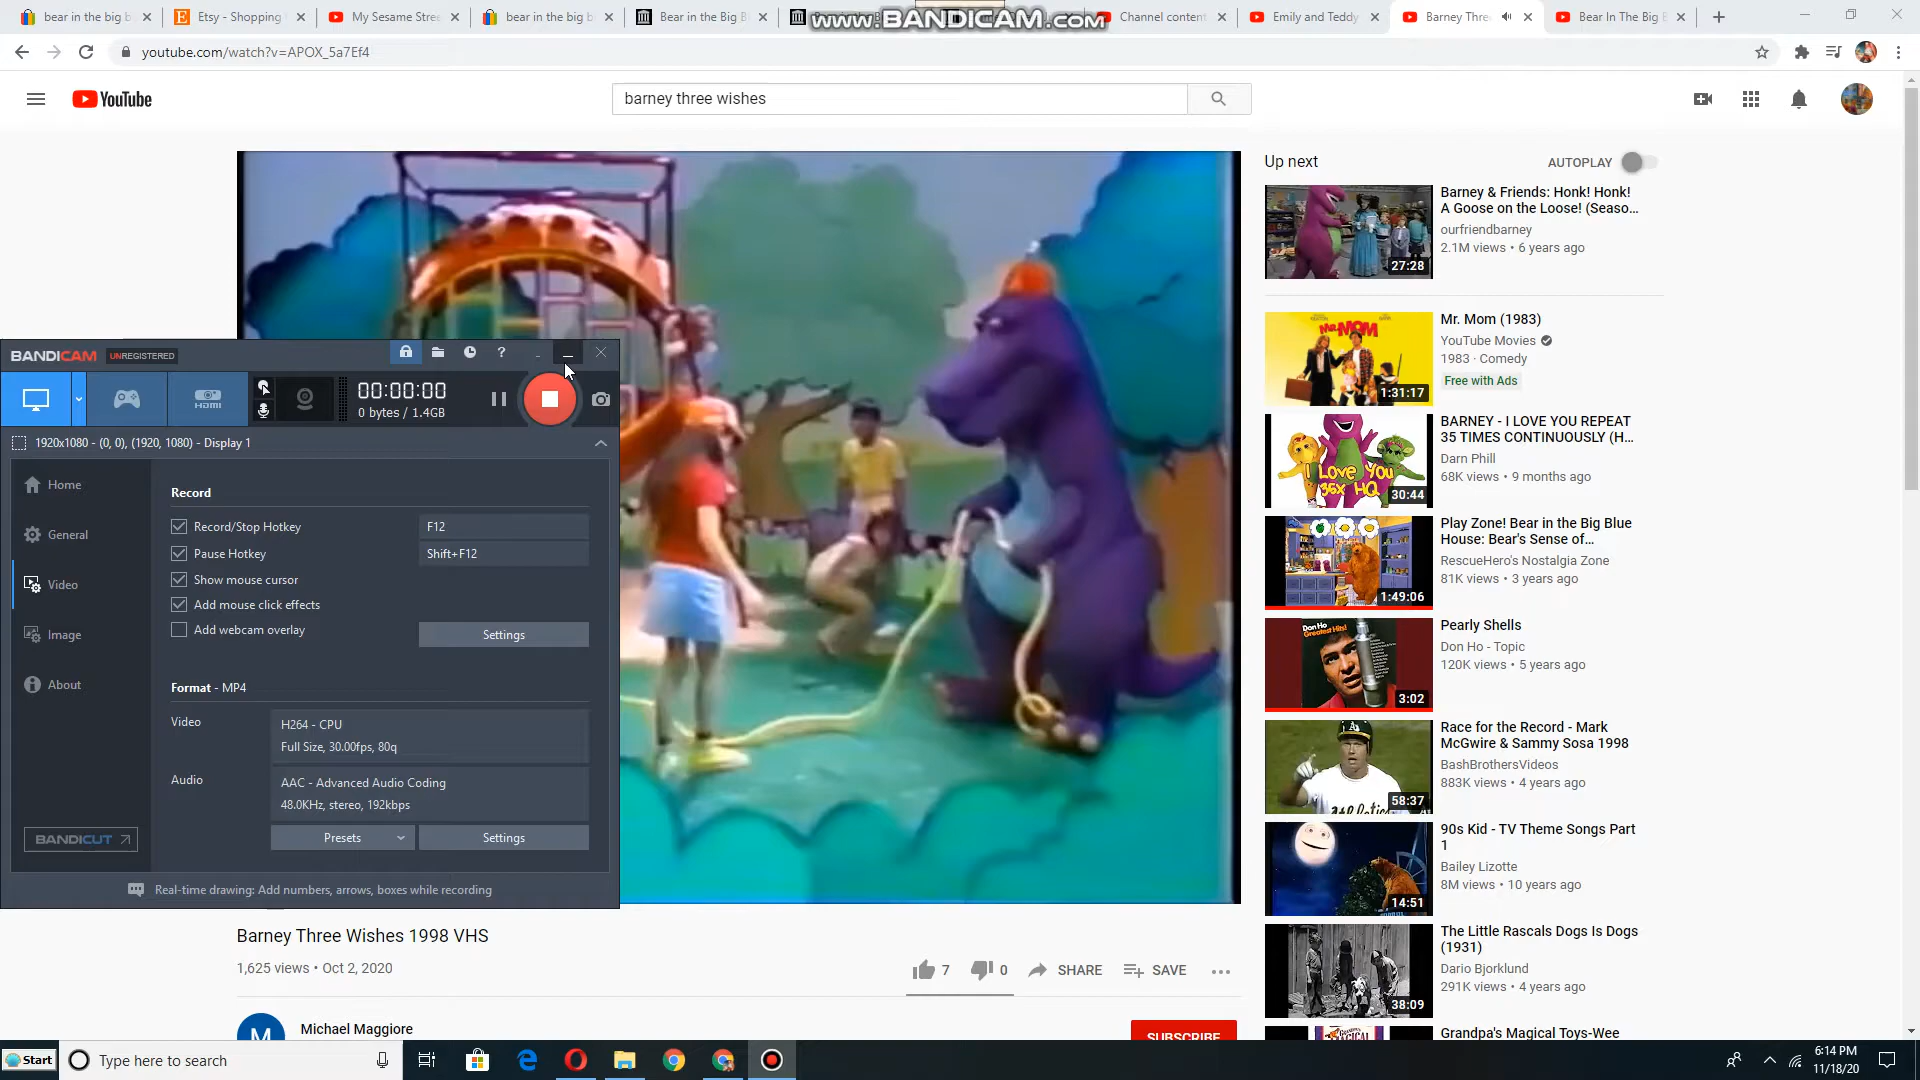 bear in the big b
Etsy - Shopping
My Sesame Stre
bear in the big b
Bear in the Big B
www.BANDICAM.com
Channel content
Emily and Teddy
Barney Thre
Bear In The Big B
youtube.com/watch?v=APOX_5a7Ef4
YouTube
barney three wishes
Up next
AUTOPLAY
Barney & Friends: Honk! Honk!
A Goose on the Loose! (Seaso...
ourfriendbarney
2.1M views • 6 years ago
27:28
Mr. Mom (1983)
YouTube Movies
1983 · Comedy
Free with Ads
MR.MOM
1:31:17
BARNEY - I LOVE YOU REPEAT
35 TIMES CONTINUOUSLY (H...
Darn Phill
68K views • 9 months ago
I Love You
35x HQ
30:44
Play Zone! Bear in the Big Blue
House: Bear's Sense of...
RescueHero's Nostalgia Zone
81K views • 3 years ago
1:49:06
Pearly Shells
Don Ho - Topic
120K views • 5 years ago
Don Ho
Greatest Hits!
3:02
Race for the Record - Mark
McGwire & Sammy Sosa 1998
BashBrothersVideos
883K views • 4 years ago
58:37
90s Kid - TV Theme Songs Part
1
Bailey Lizotte
8M views • 10 years ago
14:51
The Little Rascals Dogs Is Dogs
(1931)
Dario Bjorklund
291K views • 4 years ago
38:09
Grandpa's Magical Toys-Wee
BANDICAM
UNREGISTERED
HDMI
00:00:00
0 bytes / 1.4GB
1920x1080 - (0, 0), (1920, 1080) - Display 1
Home
General
Video
Image
About
BANDICUT
Record
Record/Stop Hotkey
F12
Pause Hotkey
Shift+F12
Show mouse cursor
Add mouse click effects
Add webcam overlay
Settings
Format - MP4
Video
H264 - CPU
Full Size, 30.00fps, 80q
Audio
AAC - Advanced Audio Coding
48.0KHz, stereo, 192kbps
Presets
Settings
Real-time drawing: Add numbers, arrows, boxes while recording
Barney Three Wishes 1998 VHS
1,625 views • Oct 2, 2020
7
0
SHARE
SAVE
M
Michael Maggiore
SUBSCRIBE
Start
Type here to search
6:14 PM
11/18/20